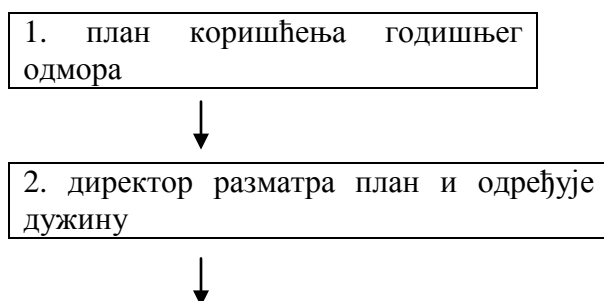 1. план коришћења годишњег
одмора
2. директор разматра план и одређује
дужину